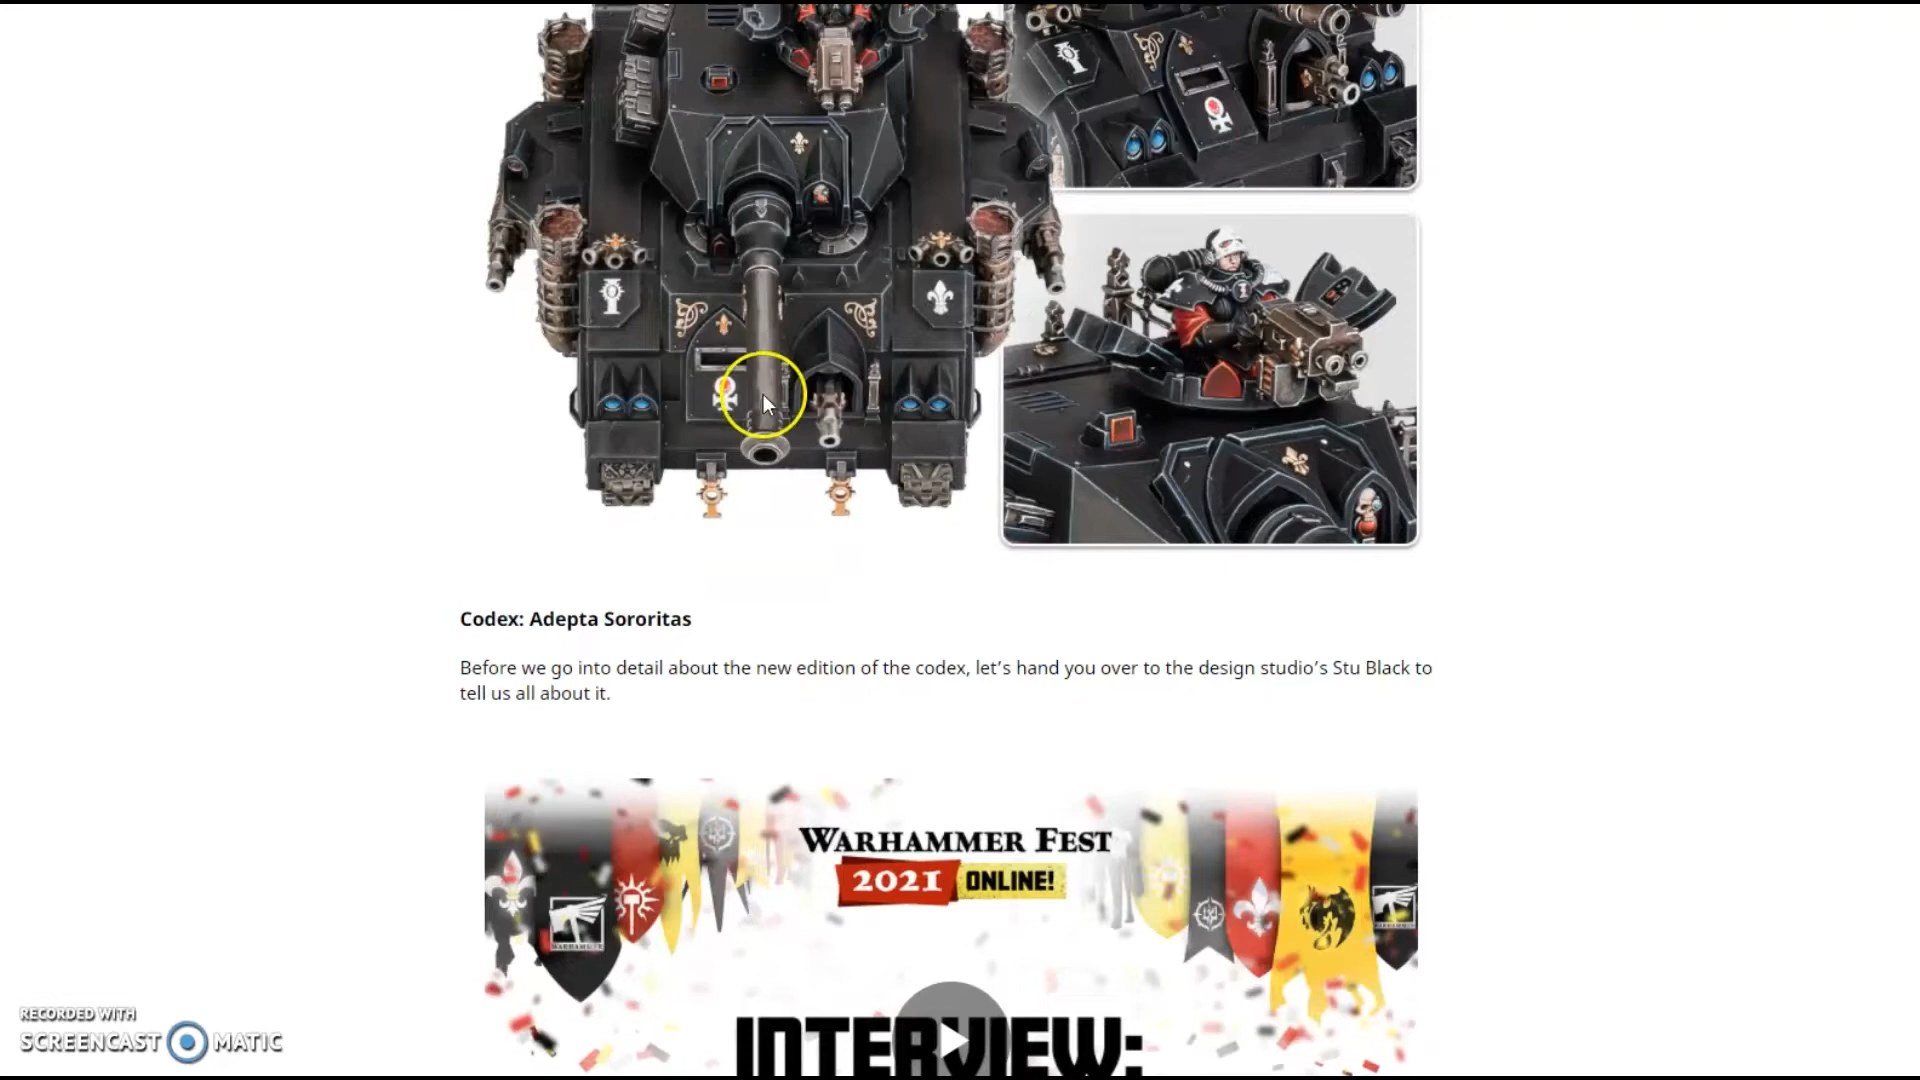 Codex: Adepta Sororitas
Before we go into detail about the new edition of the codex, let’s hand you over to the design studio’s Stu Black to
tell us all about it.
WARHAMMER FEST
2021 ONLINE!
WARHAMMER
WARHAMMER
INTERVIEW:
RECORDED WITH
SCREENCAST MATIC